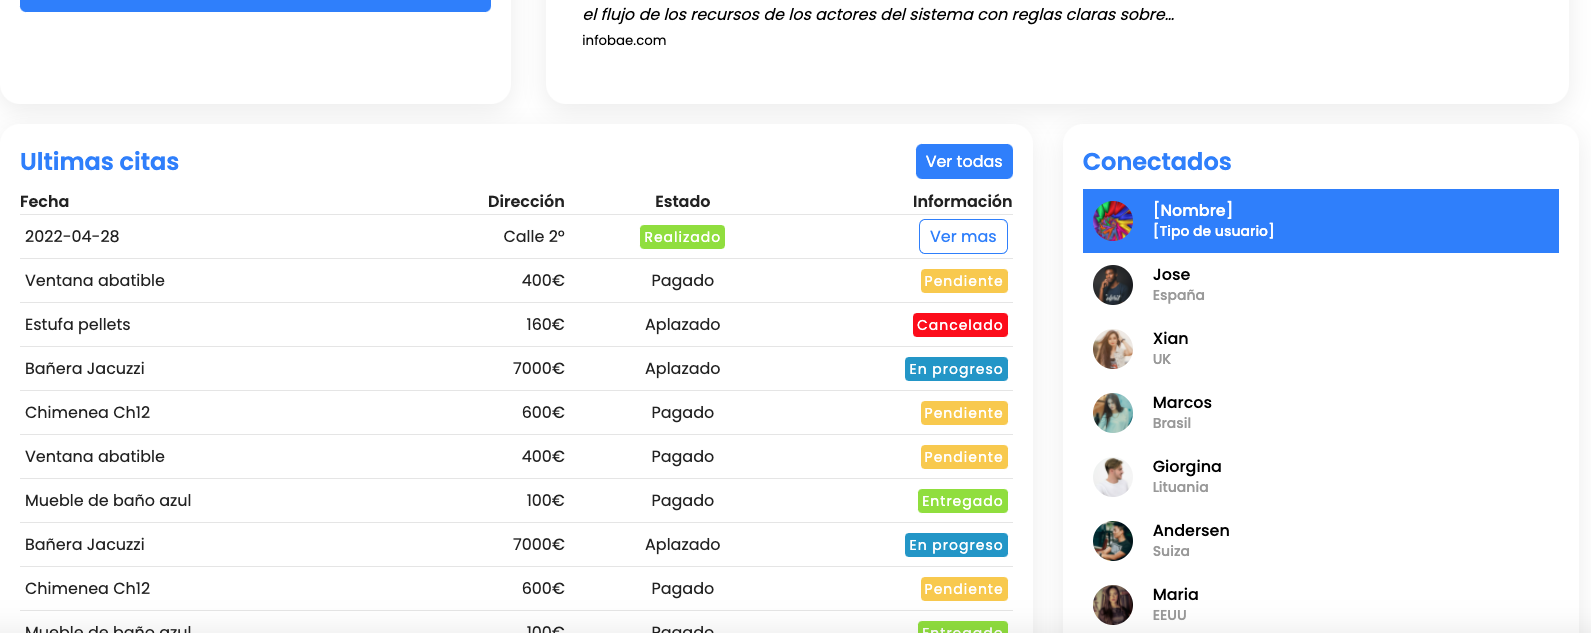 el flujo de los recursos de los actores del sistema con reglas claras sobre...
infobae.com
Ultimas citas
Ver todas
Fecha Dirección Estado Información
2022-04-28 Calle 2º Realizado Ver mas
Ventana abatible 400€ Pagado Pendiente
Estufa pellets 160€ Aplazado Cancelado
Bañera Jacuzzi 7000€ Aplazado En progreso
Chimenea Ch12 600€ Pagado Pendiente
Ventana abatible 400€ Pagado Pendiente
Mueble de baño azul 100€ Pagado Entregado
Bañera Jacuzzi 7000€ Aplazado En progreso
Chimenea Ch12 600€ Pagado Pendiente
Mueble de baño azul 100€ Pagado Entregado
Conectados
[Nombre]
[Tipo de usuario]
Jose
España
Xian
UK
Marcos
Brasil
Giorgina
Lituania
Andersen
Suiza
Maria
EEUU